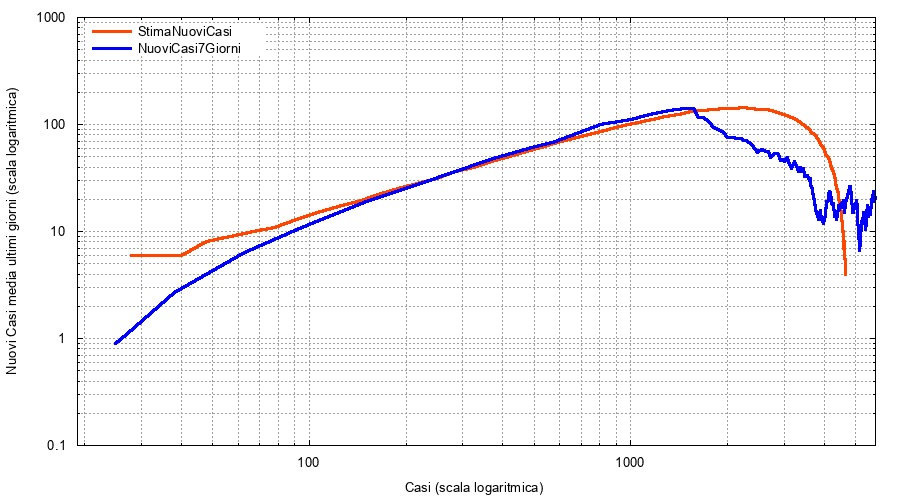 Nuovi Casi media ultimi giorni (scala logaritmica)
1000
100
10
1
0.1
StimaNuoviCasi
NuoviCasi7Giorni
100
1000
Casi (scala logaritmica)